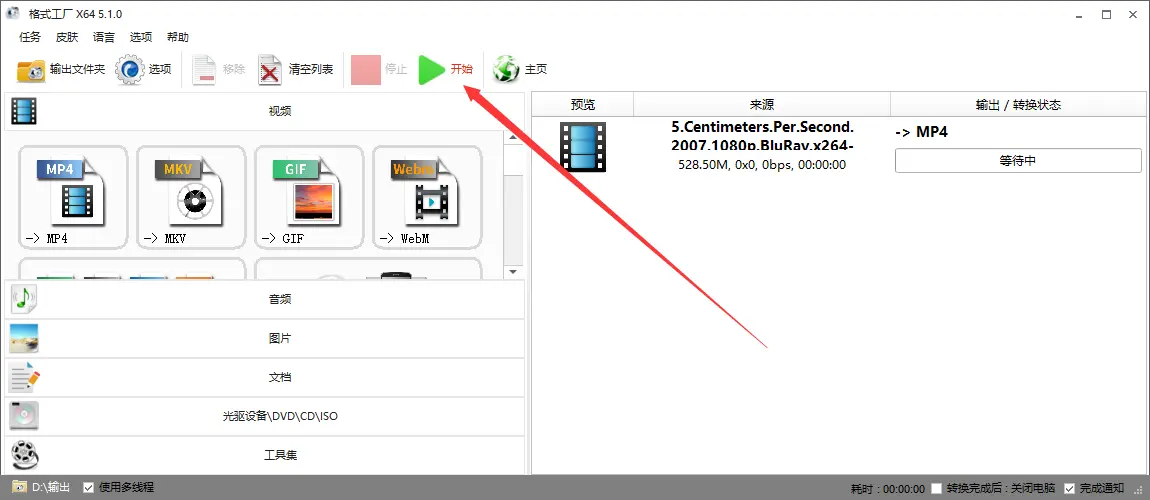 格式工厂 X64 5.1.0
任务 皮肤 语言 选项 帮助
输出文件夹 选项 移除 清空列表 停止 开始 主页
视频
预览 来源 输出 / 转换状态
MP4 MKV GIF WebM
-> MP4 -> MKV -> GIF -> WebM
5.Centimeters.Per.Second.
2007.1080p.BluRay.x264-
528.50M, 0x0, 0bps, 00:00:00
-> MP4
等待中
音频
图片
文档
光驱设备\DVD\CD\ISO
工具集
D:\输出 使用多线程 耗时 : 00:00:00 转换完成后 : 关闭电脑 完成通知